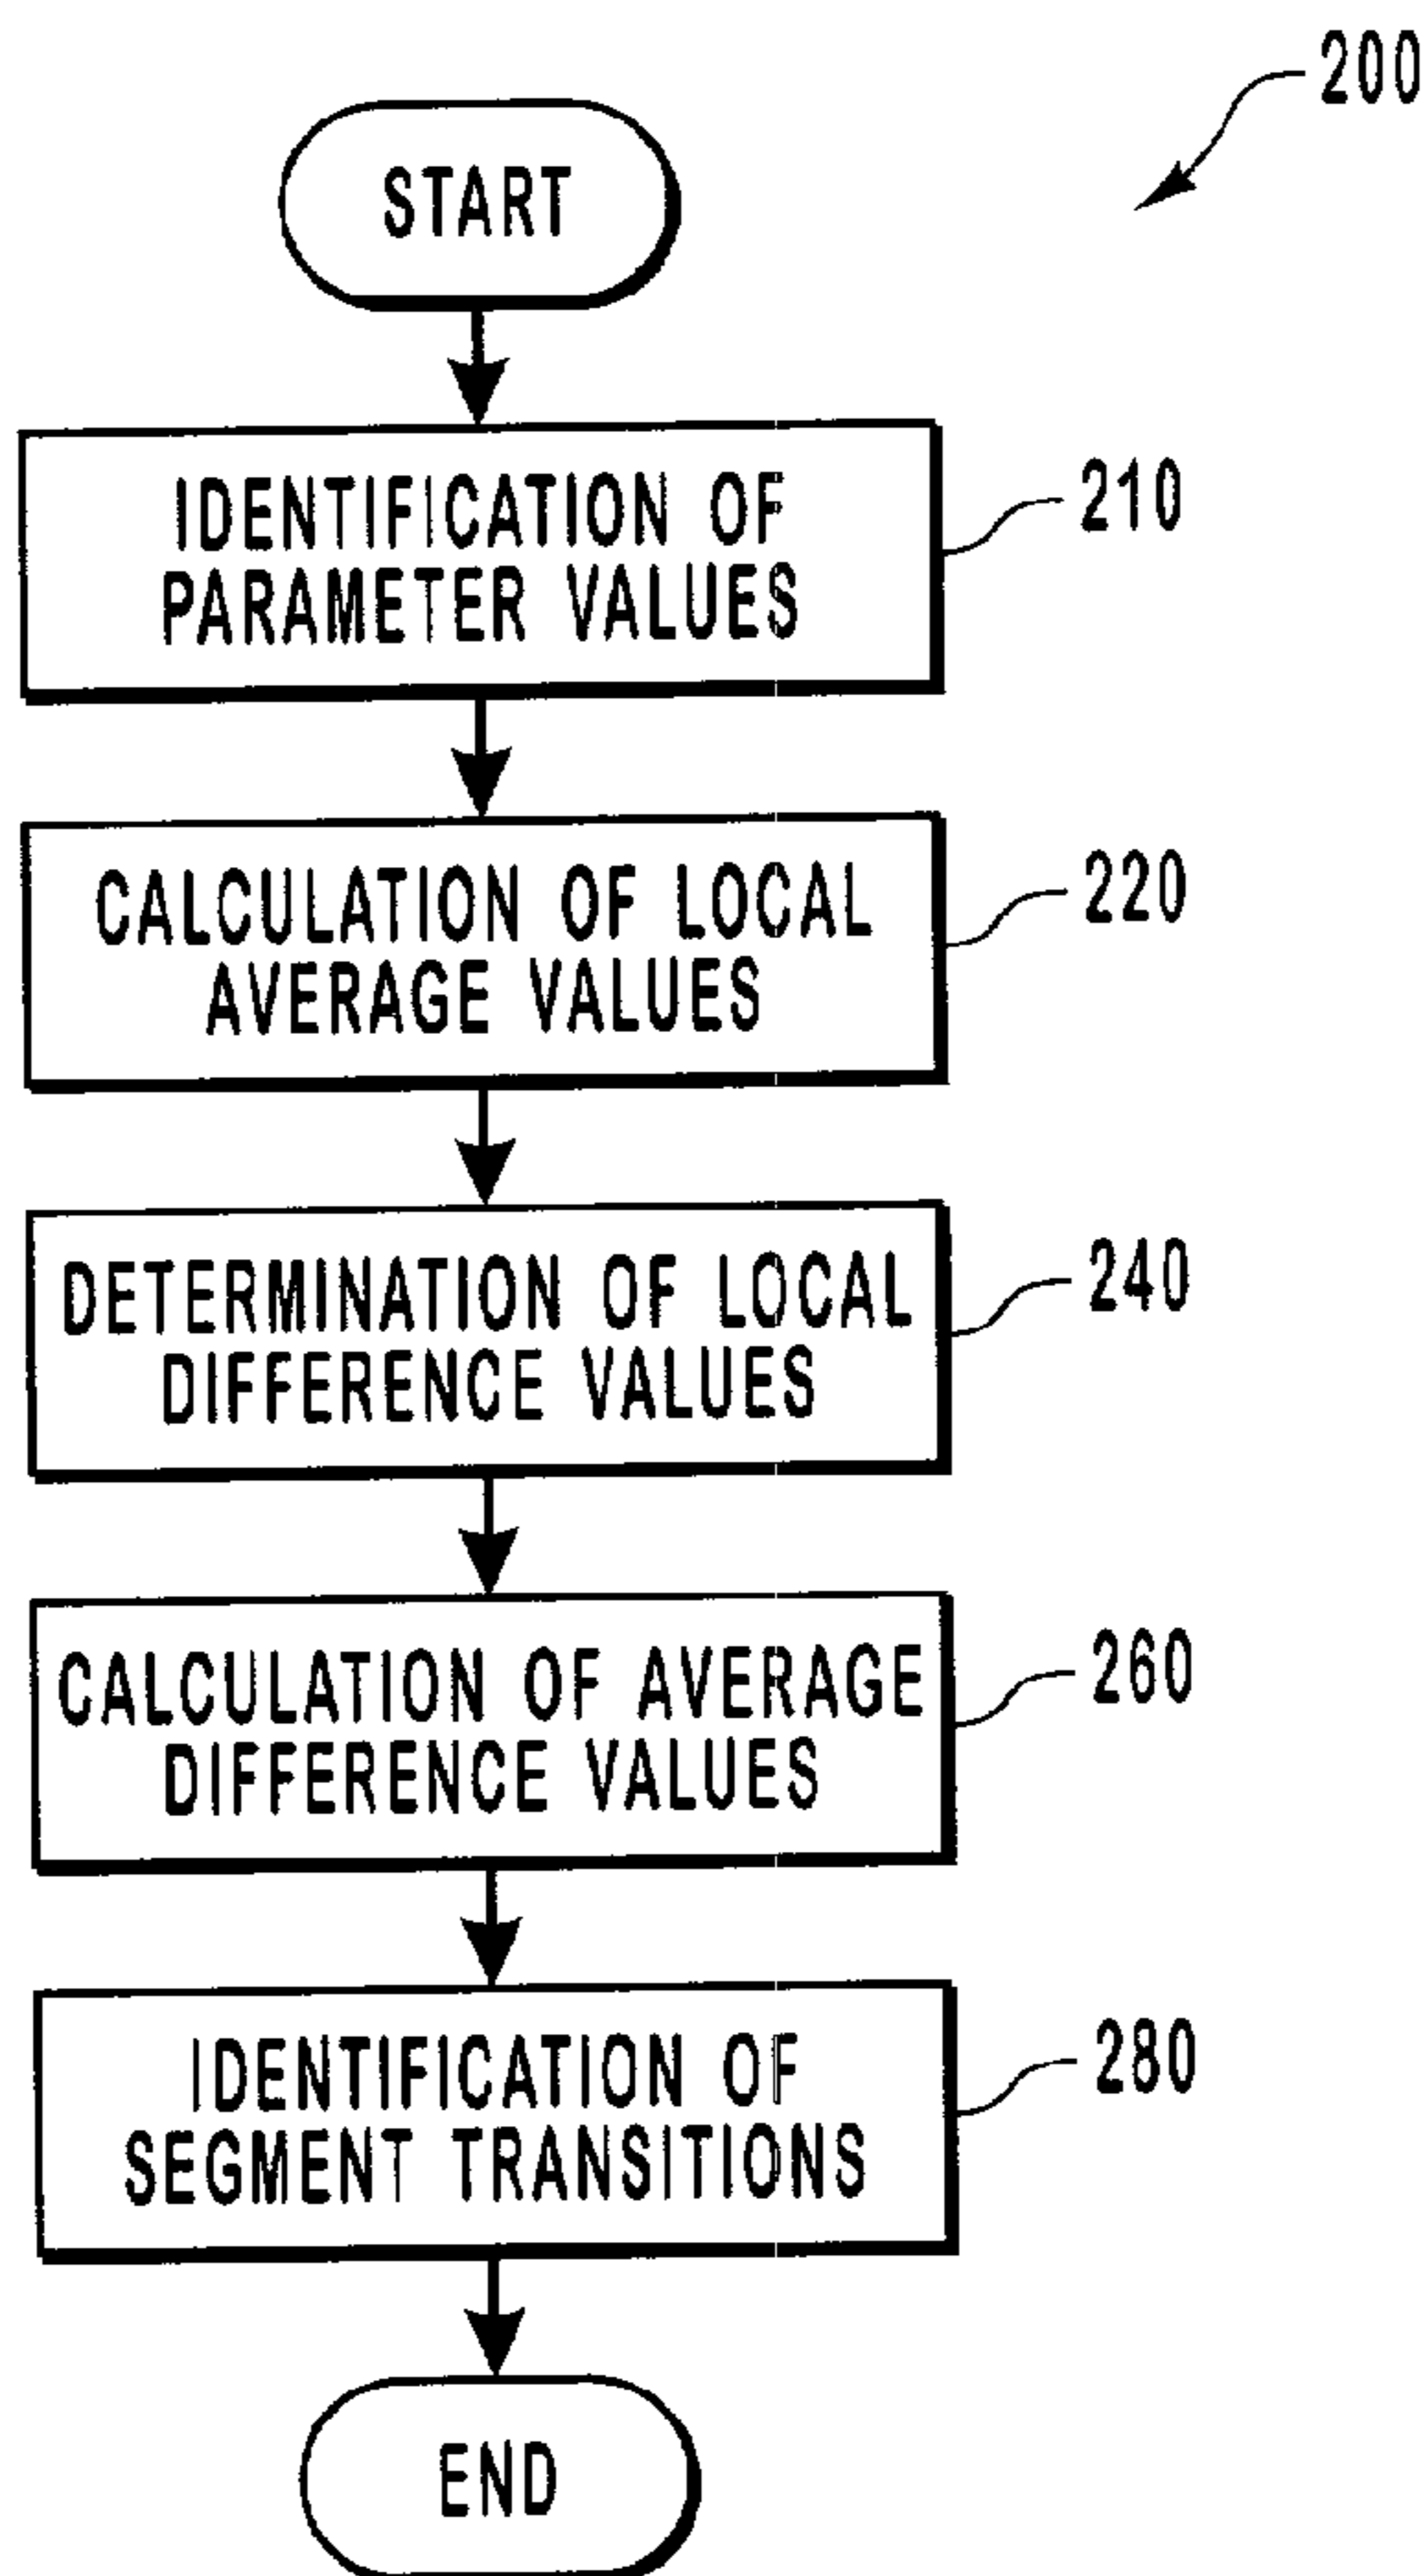 200
START
IDENTIFICATION OF
PARAMETER VALUES
210
CALCULATION OF LOCAL
AVERAGE VALUES
220
DETERMINATION OF LOCAL
DIFFERENCE VALUES
240
CALCULATION OF AVERAGE
DIFFERENCE VALUES
260
IDENTIFICATION OF
SEGMENT TRANSITIONS
280
END